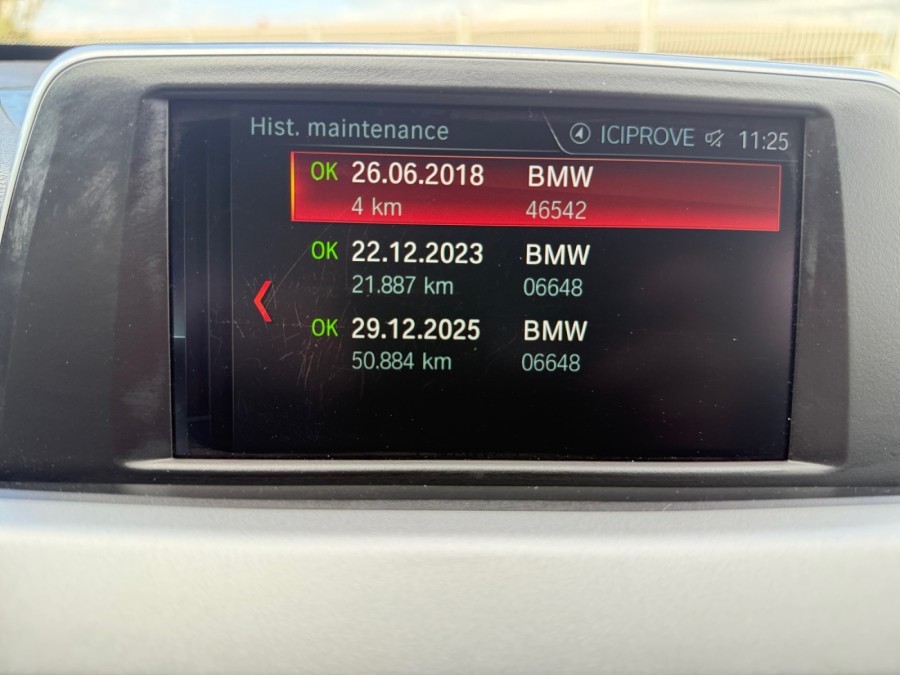 Hist. maintenance ICIPROVE 11:25
OK 26.06.2018 BMW
4 km 46542
OK 22.12.2023 BMW
21.887 km 06648
OK 29.12.2025 BMW
50.884 km 06648